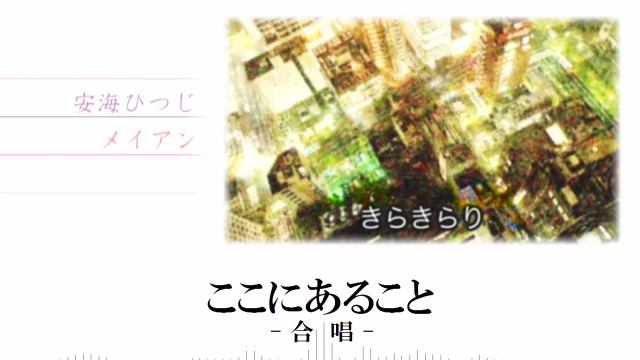 安海ひつじ
メイアン
きらきらり
ここにあること
- 合 唱 -